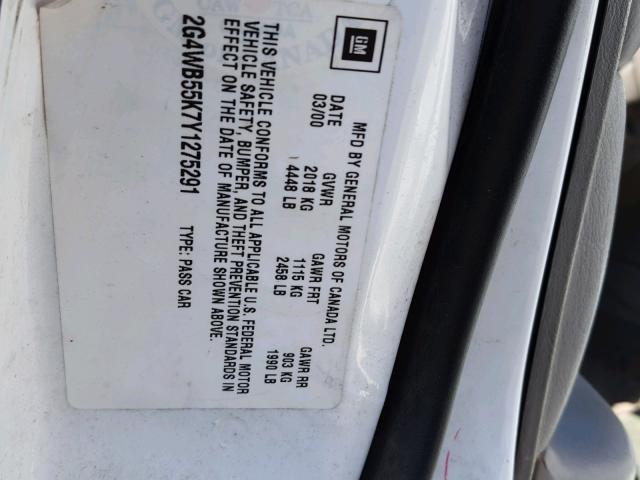 GM
MFD BY GENERAL MOTORS OF CANADA LTD.
DATE GVWR GAWR FRT GAWR RR
03/00 2018 KG 1115 KG 903 KG
4448 LB 2458 LB 1990 LB
THIS VEHICLE CONFORMS TO ALL APPLICABLE U.S. FEDERAL MOTOR
VEHICLE SAFETY, BUMPER, AND THEFT PREVENTION STANDARDS IN
EFFECT ON THE DATE OF MANUFACTURE SHOWN ABOVE.
2G4WB55K7Y1275291 TYPE: PASS CAR